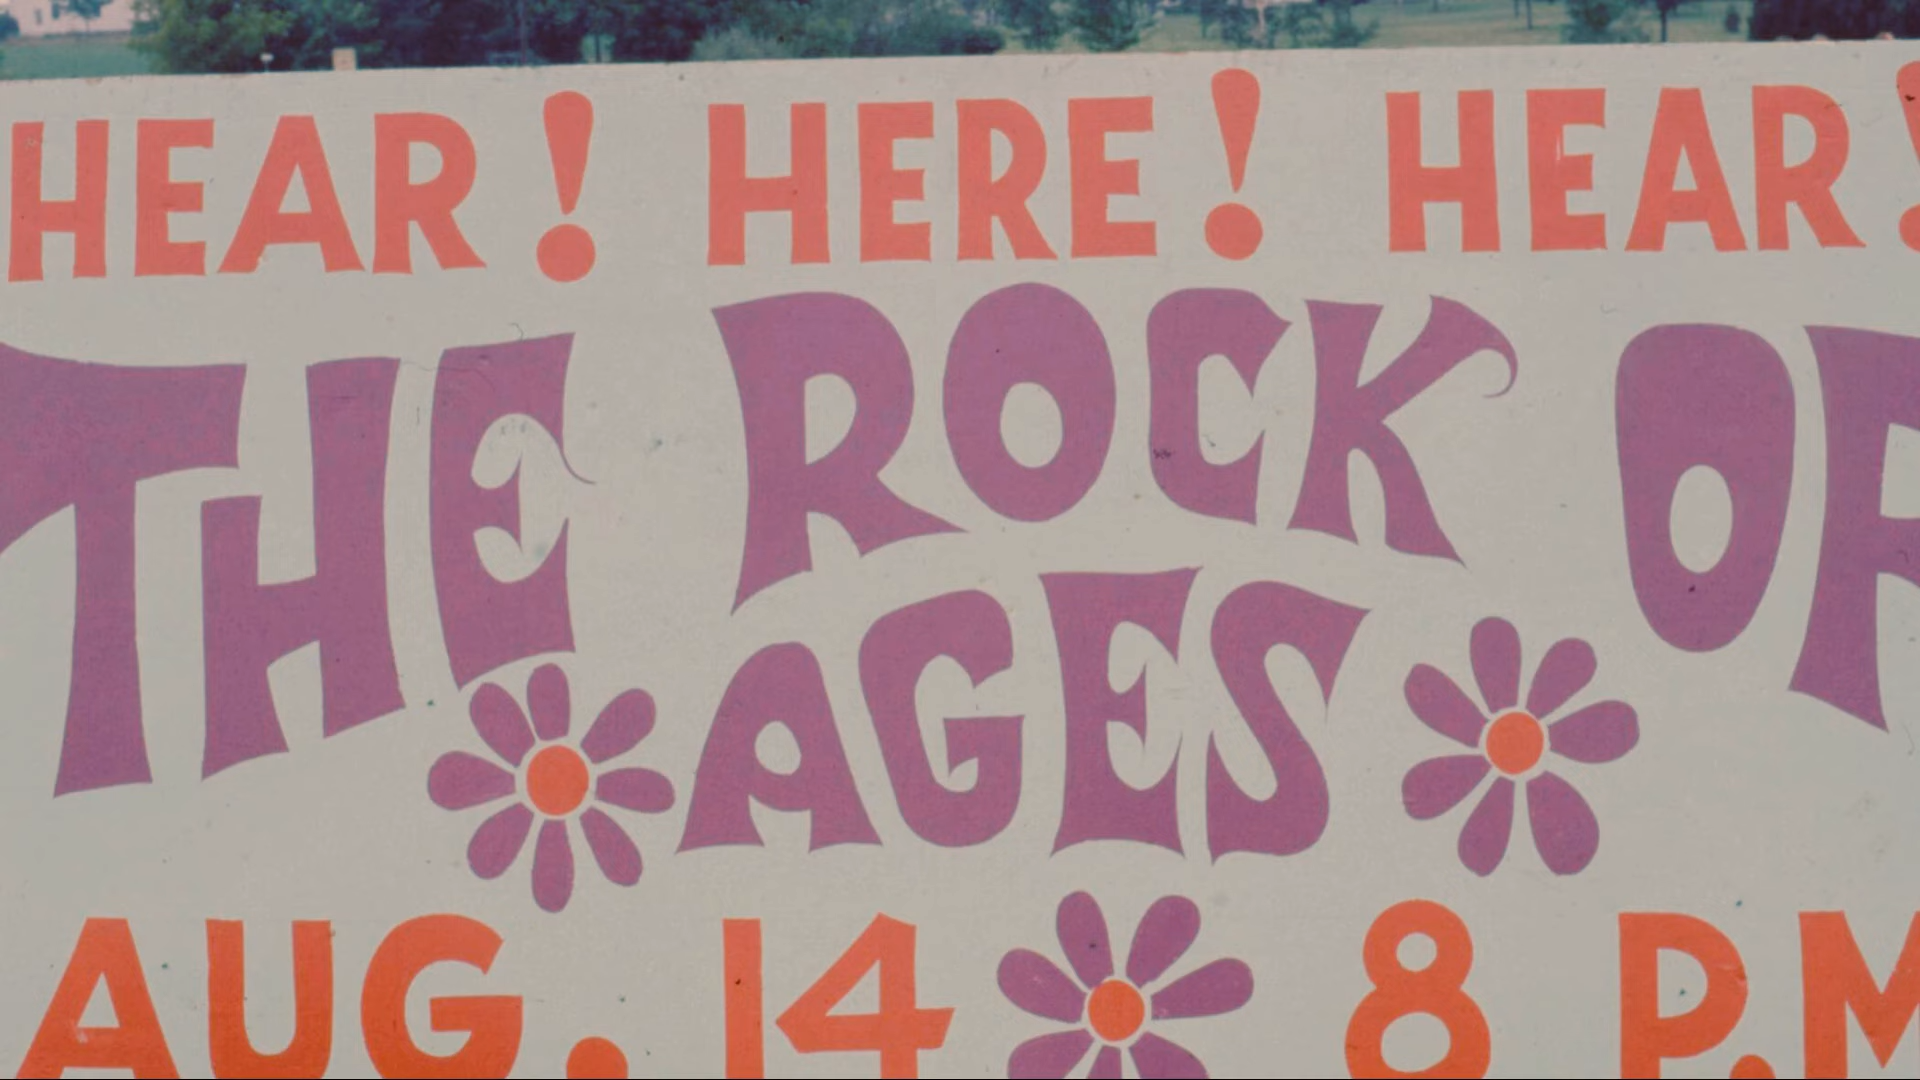 HEAR! HERE! HEAR!
THE ROCK OF
AGES
AUG. 14 8 P.M